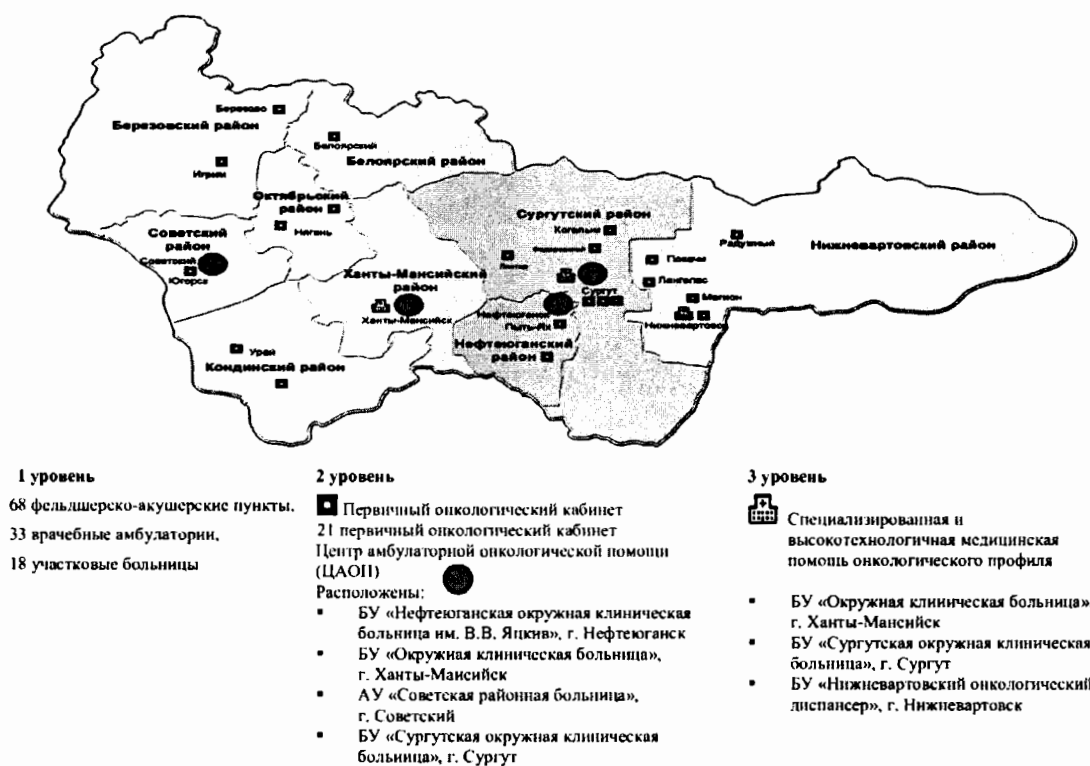 Березово
Березовский район
Белоярский
Белоярский район
Игрим
Октябрьский
район
Нягань
Советский
район
Советский
Югорск
Сургутский район
Когалым
Лянтор
Сургут
Радужный
Нижневартовский район
Покачи
Лангепас
Мегион
Нижневартовск
Ханты-Мансийский
район
Ханты-Мансийск
Нефтеюганск
Пыть-Ях
Нефтеюганский
район
Урай
Кондинский район
1 уровень
68 фельдшерско-акушерские пункты,
33 врачебные амбулатории,
18 участковые больницы
2 уровень
Первичный онкологический кабинет
21 первичный онкологический кабинет
Центр амбулаторной онкологической помощи
(ЦАОП)
Расположены:
▪ БУ «Нефтеюганская окружная клиническая
больница им. В.В. Яцкив», г. Нефтеюганск
▪ БУ «Окружная клиническая больница»,
г. Ханты-Мансийск
▪ АУ «Советская районная больница»,
г. Советский
▪ БУ «Сургутская окружная клиническая
больница», г. Сургут
3 уровень
Специализированная и
высокотехнологичная медицинская
помощь онкологического профиля
▪ БУ «Окружная клиническая больница»
г. Ханты-Мансийск
▪ БУ «Сургутская окружная клиническая
больница», г. Сургут
▪ БУ «Нижневартовский онкологический
диспансер», г. Нижневартовск